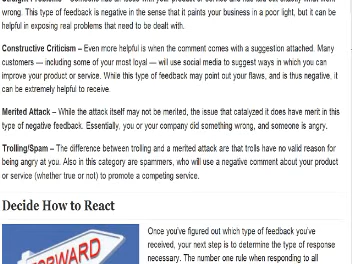 wrong. This type of feedback is negative in the sense that it paints your business in a poor light, but it can be
helpful in exposing real problems that need to be dealt with.
Constructive Criticism – Even more helpful is when the comment comes with a suggestion attached. Many
customers — including some of your most loyal — will use social media to suggest ways in which you can
improve your product or service. While this type of feedback may point out your flaws, and is thus negative, it
can be extremely helpful to receive.
Merited Attack – While the attack itself may not be merited, the issue that catalyzed it does have merit in this
type of negative feedback. Essentially, you or your company did something wrong, and someone is angry.
Trolling/Spam – The difference between trolling and a merited attack are that trolls have no valid reason for
being angry at you. Also in this category are spammers, who will use a negative comment about your product
or service (whether true or not) to promote a competing service.
Decide How to React
Once you've figured out which type of feedback you've
received, your next step is to determine the type of response
necessary. The number one rule when responding to all
FORWARD